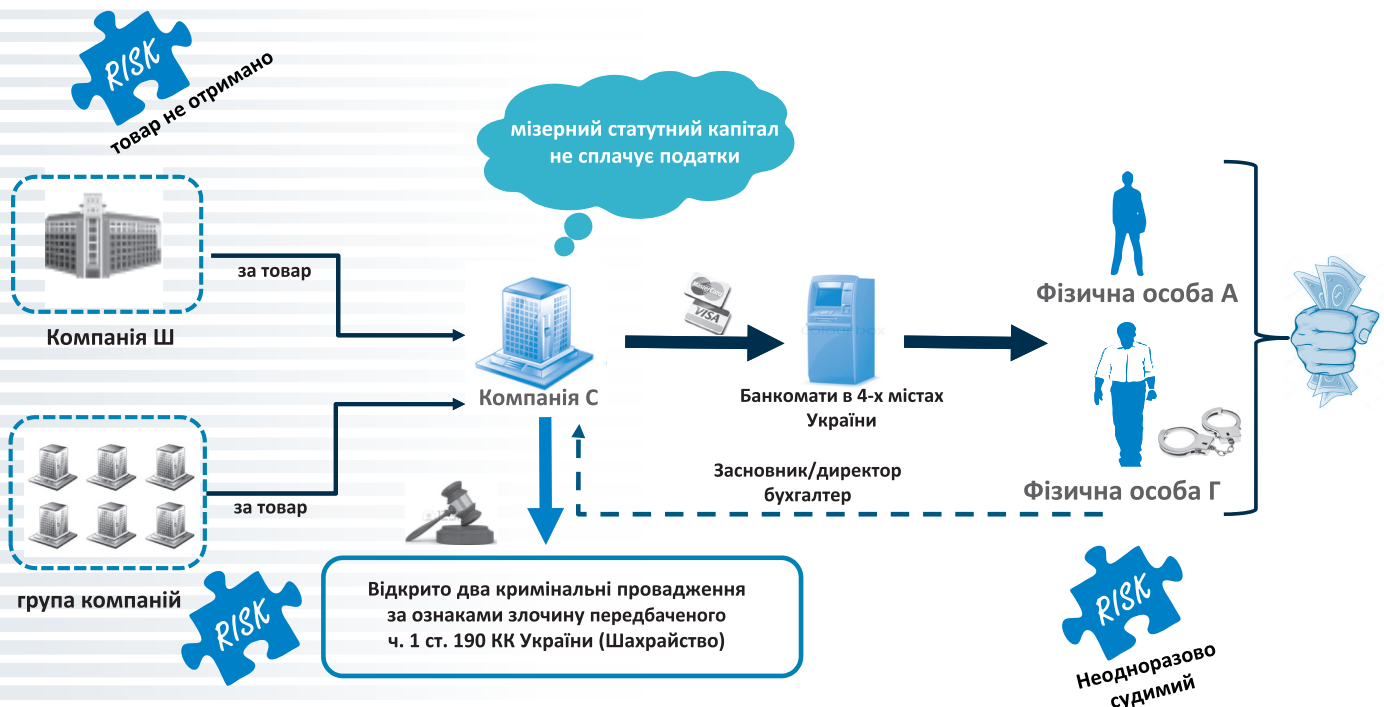 RISK
товар не отримано
мізерний статутний капітал
не сплачує податки
за товар
Компанія Ш
MasterCard
VISA
Фізична особа А
Компанія С
Банкомати в 4-х містах
України
Засновник/директор
бухгалтер
Фізична особа Г
за товар
група компаній
RISK
Відкрито два кримінальні провадження
за ознаками злочину передбаченого
ч. 1 ст. 190 КК України (Шахрайство)
RISK
Неодноразово
судимий